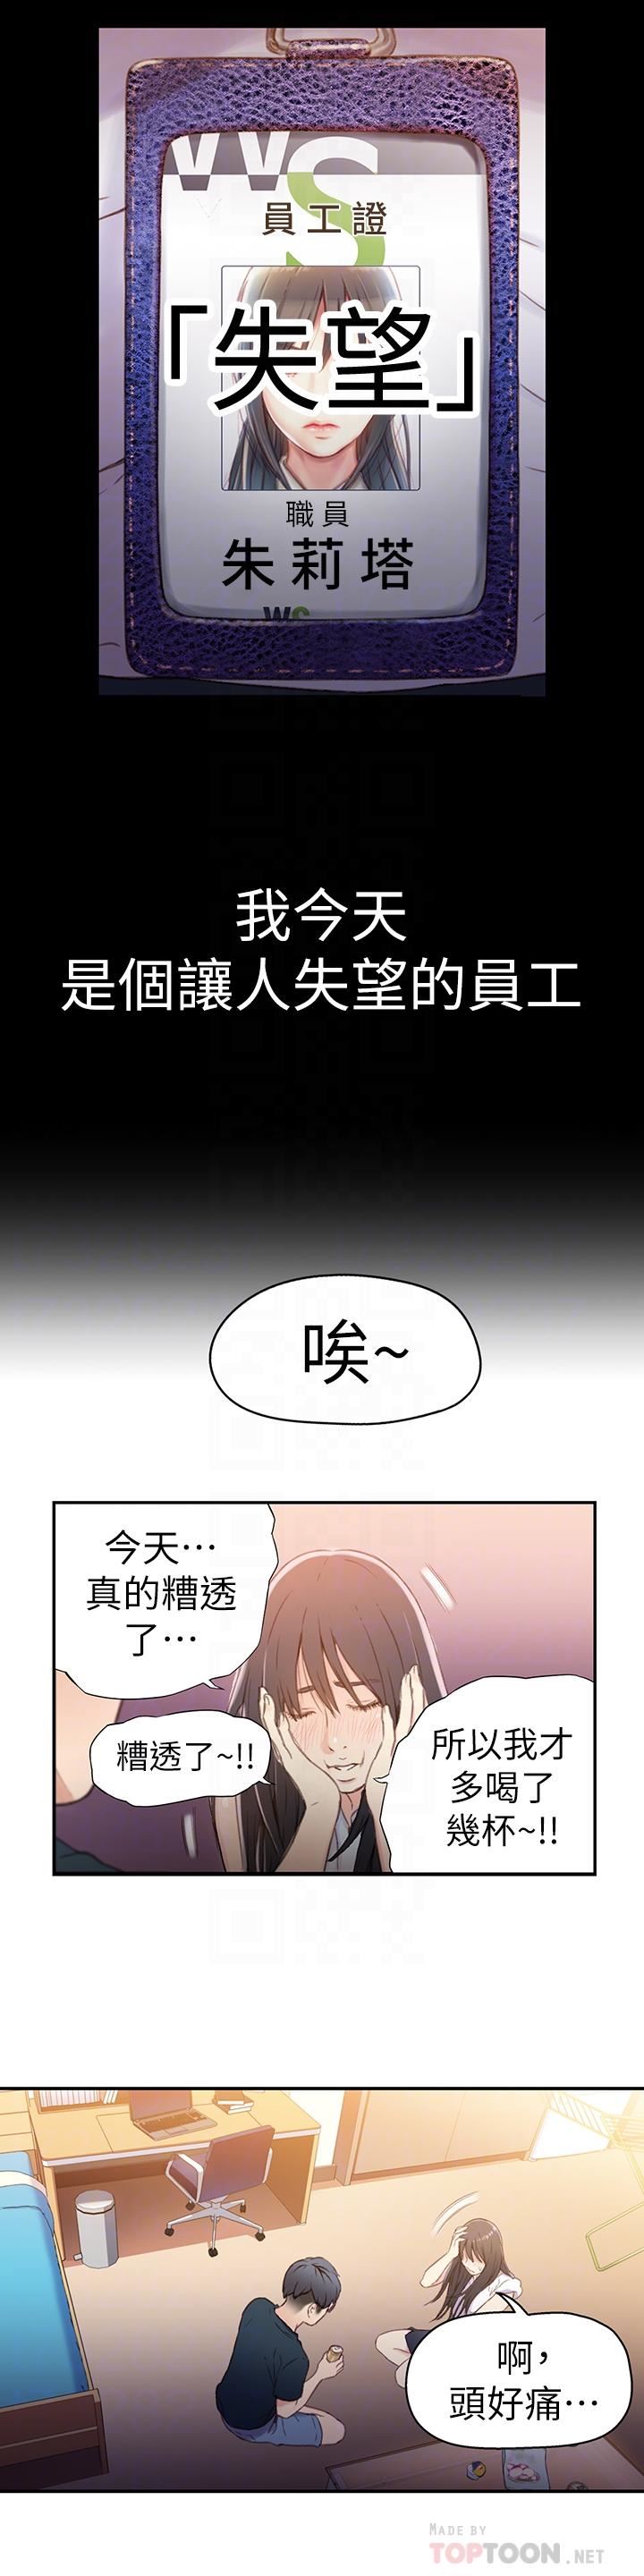 WS
員工證
「失望」
職員
朱莉塔
WS
我今天
是個讓人失望的員工
唉~
今天…
真的糟透
了…
糟透了~!!
所以我才
多喝了
幾杯~!!
啊，
頭好痛…
MADE BY
TOPTOON.NET